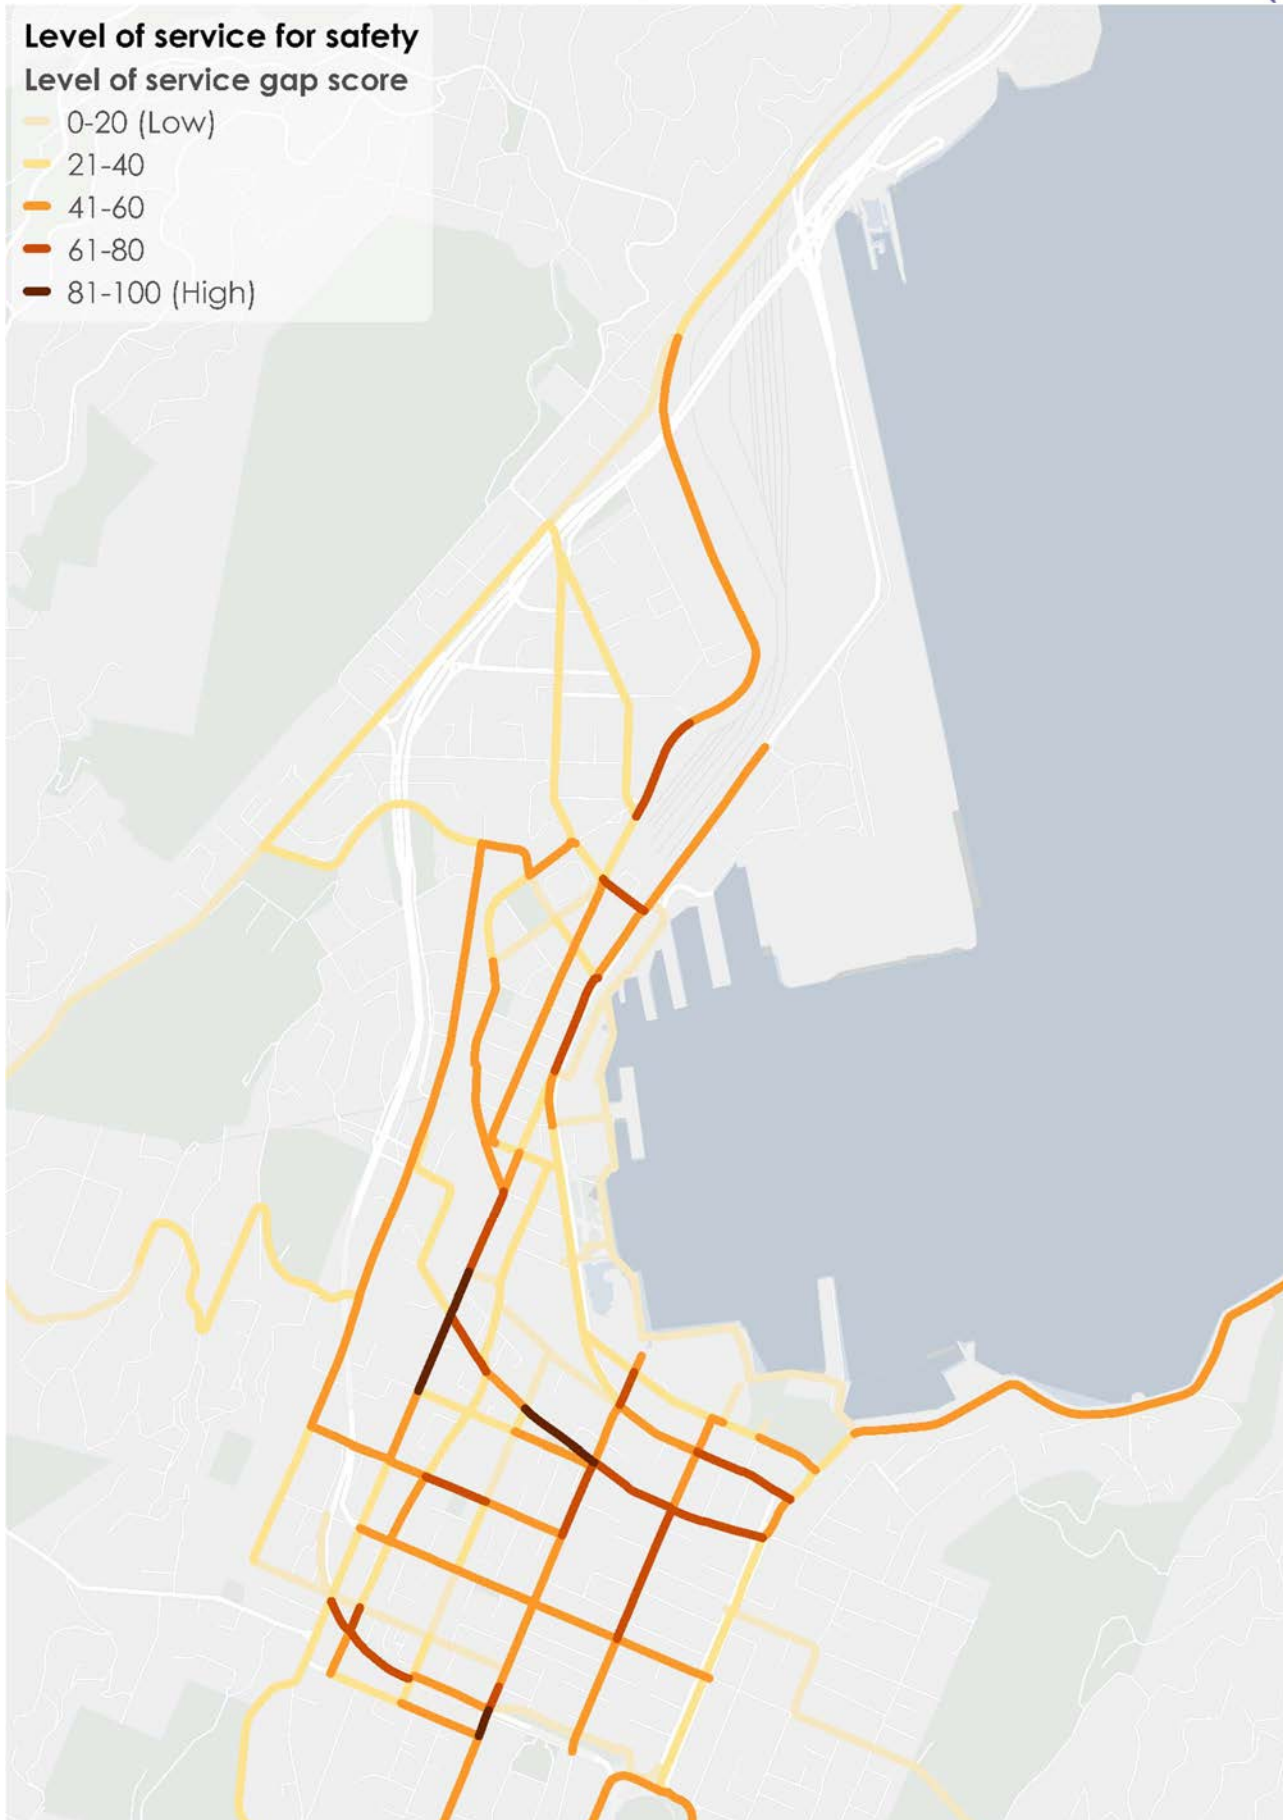 Level of service for safety
Level of service gap score
0-20 (Low)
21-40
41-60
61-80
81-100 (High)